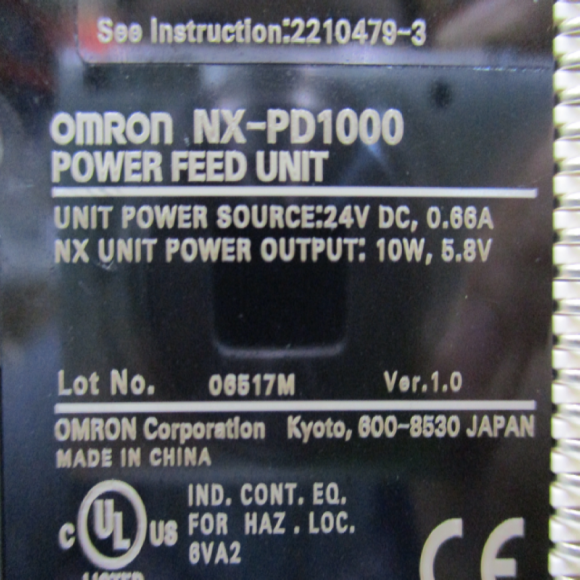 See Instruction:2210479-3
OMRON NX-PD1000
POWER FEED UNIT
UNIT POWER SOURCE:24V DC, 0.66A
NX UNIT POWER OUTPUT: 10W, 5.8V
Lot No. 06517M Ver.1.0
OMRON Corporation Kyoto, 600-8530 JAPAN
MADE IN CHINA
C UL US
IND. CONT. EQ.
FOR HAZ. LOC.
6VA2
LISTED
CE